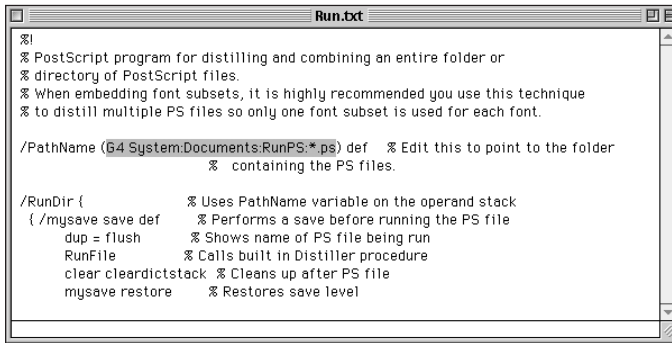 Run.txt
%!
% PostScript program for distilling and combining an entire folder or
% directory of PostScript files.
% When embedding font subsets, it is highly recommended you use this technique
% to distill multiple PS files so only one font subset is used for each font.
/PathName (G4 System:Documents:RunPS:*.ps) def % Edit this to point to the folder
% containing the PS files.
/RunDir { % Uses PathName variable on the operand stack
{ /mysave save def % Performs a save before running the PS file
dup = flush % Shows name of PS file being run
RunFile % Calls built in Distiller procedure
clear cleardictstack % Cleans up after PS file
mysave restore % Restores save level